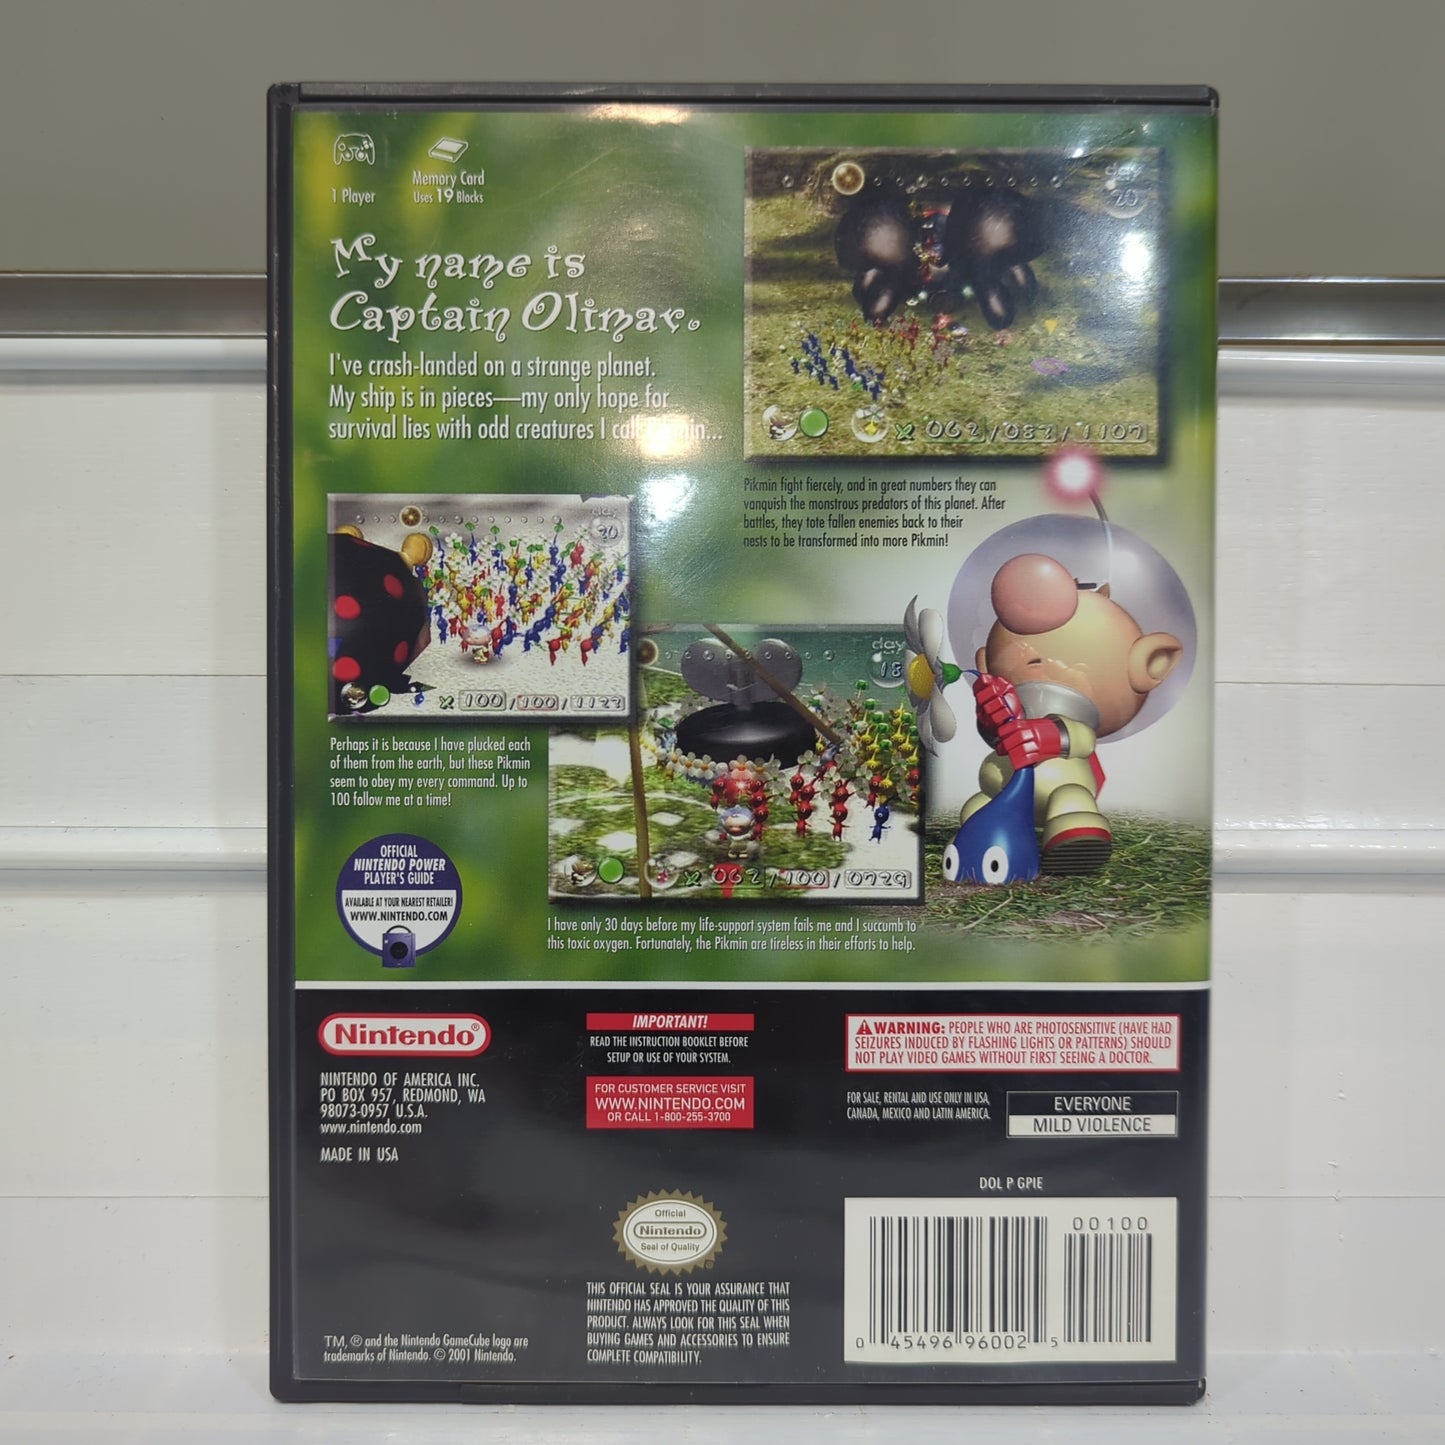 1 Player
Memory Card
Uses 19 Blocks
My name is
Captain Olimar.
I've crash-landed on a strange planet.
My ship is in pieces—my only hope for
survival lies with odd creatures I
day
20
062/082/1107
Pikmin fight fiercely, and in great numbers they can
vanquish the monstrous predators of this planet. After
battles, they tote fallen enemies back to their
nests to be transformed into more Pikmin!
day
20
x 100/100/1122
Perhaps it is because I have plucked each
of them from the earth, but these Pikmin
seem to obey my every command. Up to
100 follow me at a time!
day
18
x 062/100/0729
I have only 30 days before my life-support system fails me and I succumb to
this toxic oxygen. Fortunately, the Pikmin are tireless in their efforts to help.
OFFICIAL
NINTENDO POWER
PLAYER'S GUIDE
AVAILABLE AT YOUR NEAREST RETAILER!
WWW.NINTENDO.COM
Nintendo®
NINTENDO OF AMERICA INC.
PO BOX 957, REDMOND, WA
98073-0957 U.S.A.
www.nintendo.com
MADE IN USA
IMPORTANT!
READ THE INSTRUCTION BOOKLET BEFORE
SETUP OR USE OF YOUR SYSTEM.
FOR CUSTOMER SERVICE VISIT
WWW.NINTENDO.COM
OR CALL 1-800-255-3700
WARNING: PEOPLE WHO ARE PHOTOSENSITIVE (HAVE HAD
SEIZURES INDUCED BY FLASHING LIGHTS OR PATTERNS) SHOULD
NOT PLAY VIDEO GAMES WITHOUT FIRST SEEING A DOCTOR.
FOR SALE, RENTAL AND USE ONLY IN USA,
CANADA, MEXICO AND LATIN AMERICA.
EVERYONE
MILD VIOLENCE
DOL P GPIE
Official
Nintendo
Seal of Quality
THIS OFFICIAL SEAL IS YOUR ASSURANCE THAT
NINTENDO HAS APPROVED THE QUALITY OF THIS
PRODUCT. ALWAYS LOOK FOR THIS SEAL WHEN
BUYING GAMES AND ACCESSORIES TO ENSURE
COMPLETE COMPATIBILITY.
00100
0 45496 96002 5
TM, ® and the Nintendo GameCube logo are
trademarks of Nintendo. © 2001 Nintendo.